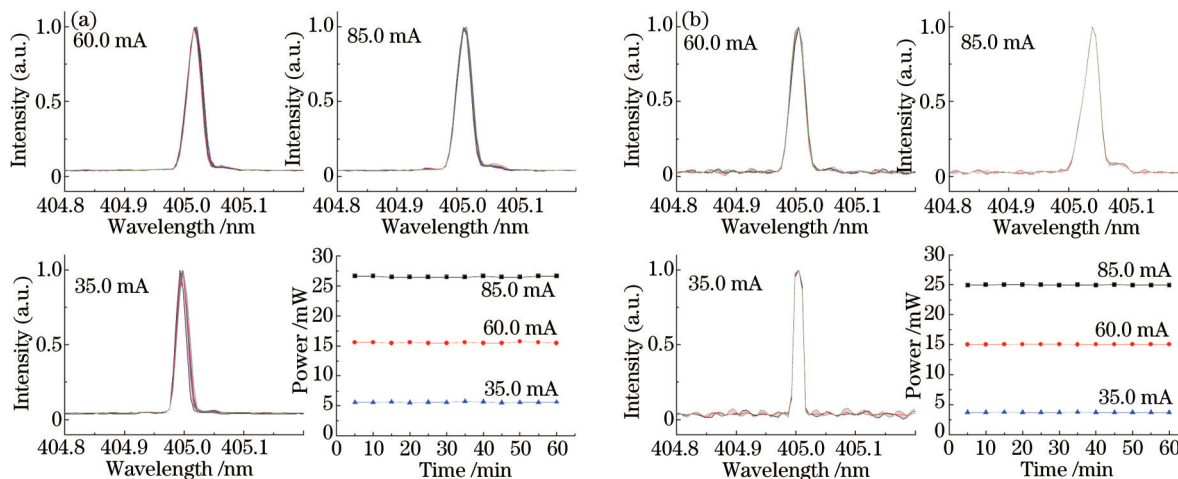 (a)
60.0 mA
Intensity (a.u.)
1.0
0.5
0
404.8 404.9 405.0 405.1
Wavelength /nm
85.0 mA
Intensity (a.u.)
1.0
0.5
0
404.8 404.9 405.0 405.1
Wavelength /nm
(b)
60.0 mA
Intensity (a.u.)
1.0
0.5
0
404.8 404.9 405.0 405.1
Wavelength /nm
85.0 mA
Intensity (a.u.)
1.0
0.5
0
404.8 404.9 405.0 405.1
Wavelength /nm
35.0 mA
Intensity (a.u.)
1.0
0.5
0
404.8 404.9 405.0 405.1
Wavelength /nm
Power /mW
30
25
20
15
10
5
0
85.0 mA
60.0 mA
35.0 mA
0 10 20 30 40 50 60
Time /min
35.0 mA
Intensity (a.u.)
1.0
0.5
0
404.8 404.9 405.0 405.1
Wavelength /nm
Power /mW
30
25
20
15
10
5
0
85.0 mA
60.0 mA
35.0 mA
0 10 20 30 40 50 60
Time /min